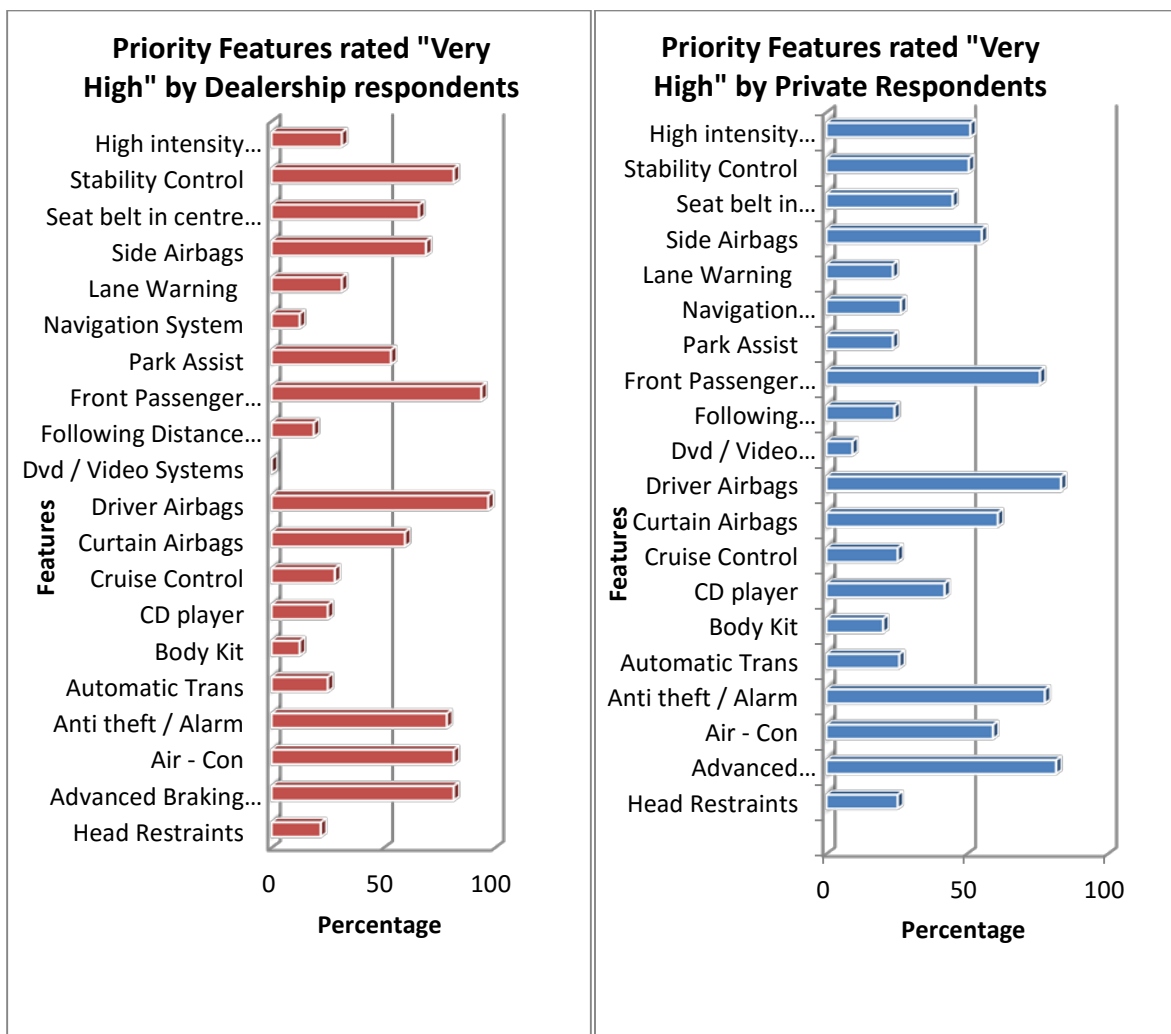 Priority Features rated "Very
High" by Dealership respondents
High intensity...
Stability Control
Seat belt in centre...
Side Airbags
Lane Warning
Navigation System
Park Assist
Front Passenger...
Following Distance...
Dvd / Video Systems
Driver Airbags
Curtain Airbags
Cruise Control
CD player
Body Kit
Automatic Trans
Anti theft / Alarm
Air - Con
Advanced Braking...
Head Restraints
Features
0 50 100
Percentage
Priority Features rated "Very
High" by Private Respondents
High intensity...
Stability Control
Seat belt in...
Side Airbags
Lane Warning
Navigation...
Park Assist
Front Passenger...
Following...
Dvd / Video...
Driver Airbags
Curtain Airbags
Cruise Control
CD player
Body Kit
Automatic Trans
Anti theft / Alarm
Air - Con
Advanced...
Head Restraints
Features
0 50 100
Percentage